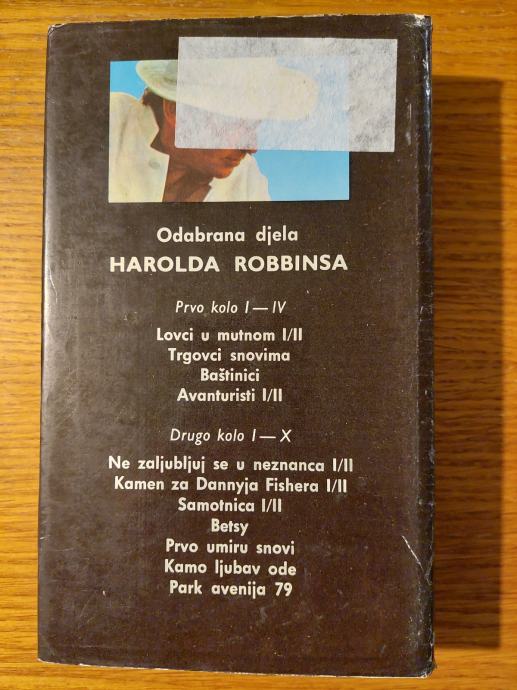 Odabrana djela
HAROLDA ROBBINSA
Prvo kolo I — IV
Lovci u mutnom I/II
Trgovci snovima
Baštinici
Avanturisti I/II
Drugo kolo I — X
Ne zaljubljuj se u neznanca I/II
Kamen za Dannyja Fishera I/II
Samotnica I/II
Betsy
Prvo umiru snovi
Kamo ljubav ode
Park avenija 79